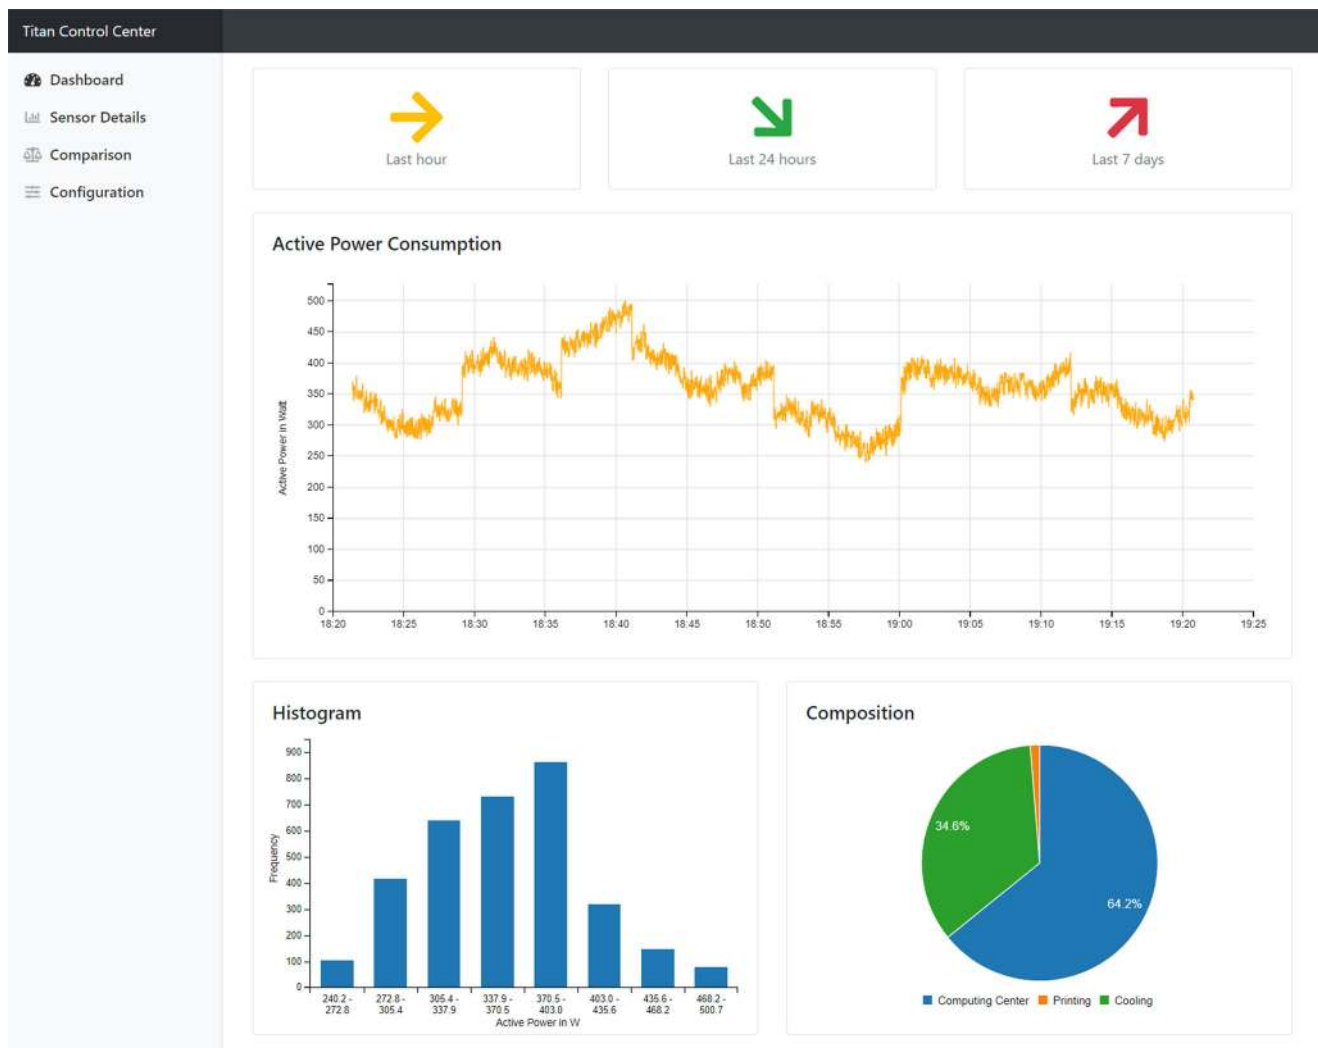 Titan Control Center
Dashboard
Sensor Details
Comparison
Configuration
Last hour
Last 24 hours
Last 7 days
Active Power Consumption
500
450
400
350
300
250
200
150
100
50
0
Active Power in Watt
18:20 18:25 18:30 18:35 18:40 18:45 18:50 18:55 19:00 19:05 19:10 19:15 19:20 19:25
Histogram
900
800
700
600
500
400
300
200
100
0
Frequency
240.2 - 272.8 - 305.4 - 337.9 - 370.5 - 403.0 - 435.6 - 468.2 -
272.8 305.4 337.9 370.5 403.0 435.6 468.2 500.7
Active Power in W
Composition
34.6%
64.2%
Computing Center Printing Cooling